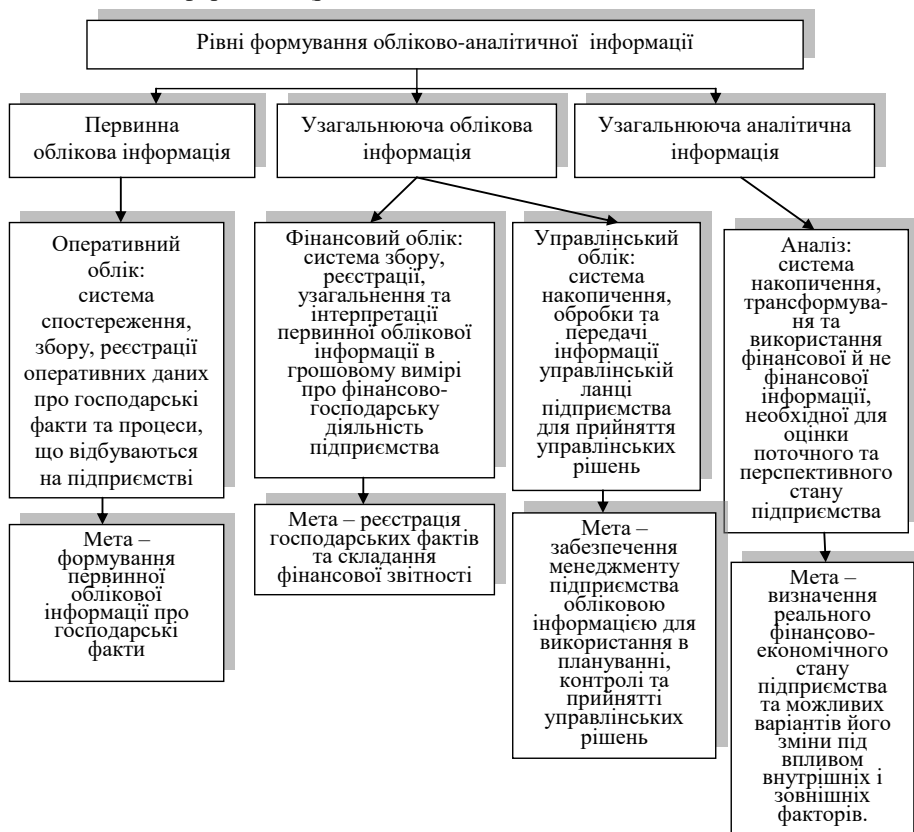 Рівні формування обліково-аналітичної інформації
Первинна
облікова інформація
Узагальнююча облікова
інформація
Узагальнююча аналітична
інформація
Оперативний
облік:
система
спостереження,
збору, реєстрації
оперативних даних
про господарські
факти та процеси,
що відбуваються
на підприємстві
Фінансовий облік:
система збору,
реєстрації,
узагальнення та
інтерпретації
первинної облікової
інформації в
грошовому вимірі
про фінансово-
господарську
діяльність
підприємства
Управлінський
облік:
система
накопичення,
обробки та
передачі
інформації
управлінській
ланці
підприємства
для прийняття
управлінських
рішень
Аналіз:
система
накопичення,
трансформува-
ня та
використання
фінансової й не
фінансової
інформації,
необхідної для
оцінки
поточного та
перспективного
стану
підприємства
Мета –
формування
первинної
облікової
інформації про
господарські
факти
Мета – реєстрація
господарських фактів
та складання
фінансової звітності
Мета –
забезпечення
менеджменту
підприємства
обліковою
інформацією для
використання в
плануванні,
контролі та
прийнятті
управлінських
рішень
Мета –
визначення
реального
фінансово-
економічного
стану
підприємства
та можливих
варіантів його
зміни під
впливом
внутрішніх і
зовнішніх
факторів.